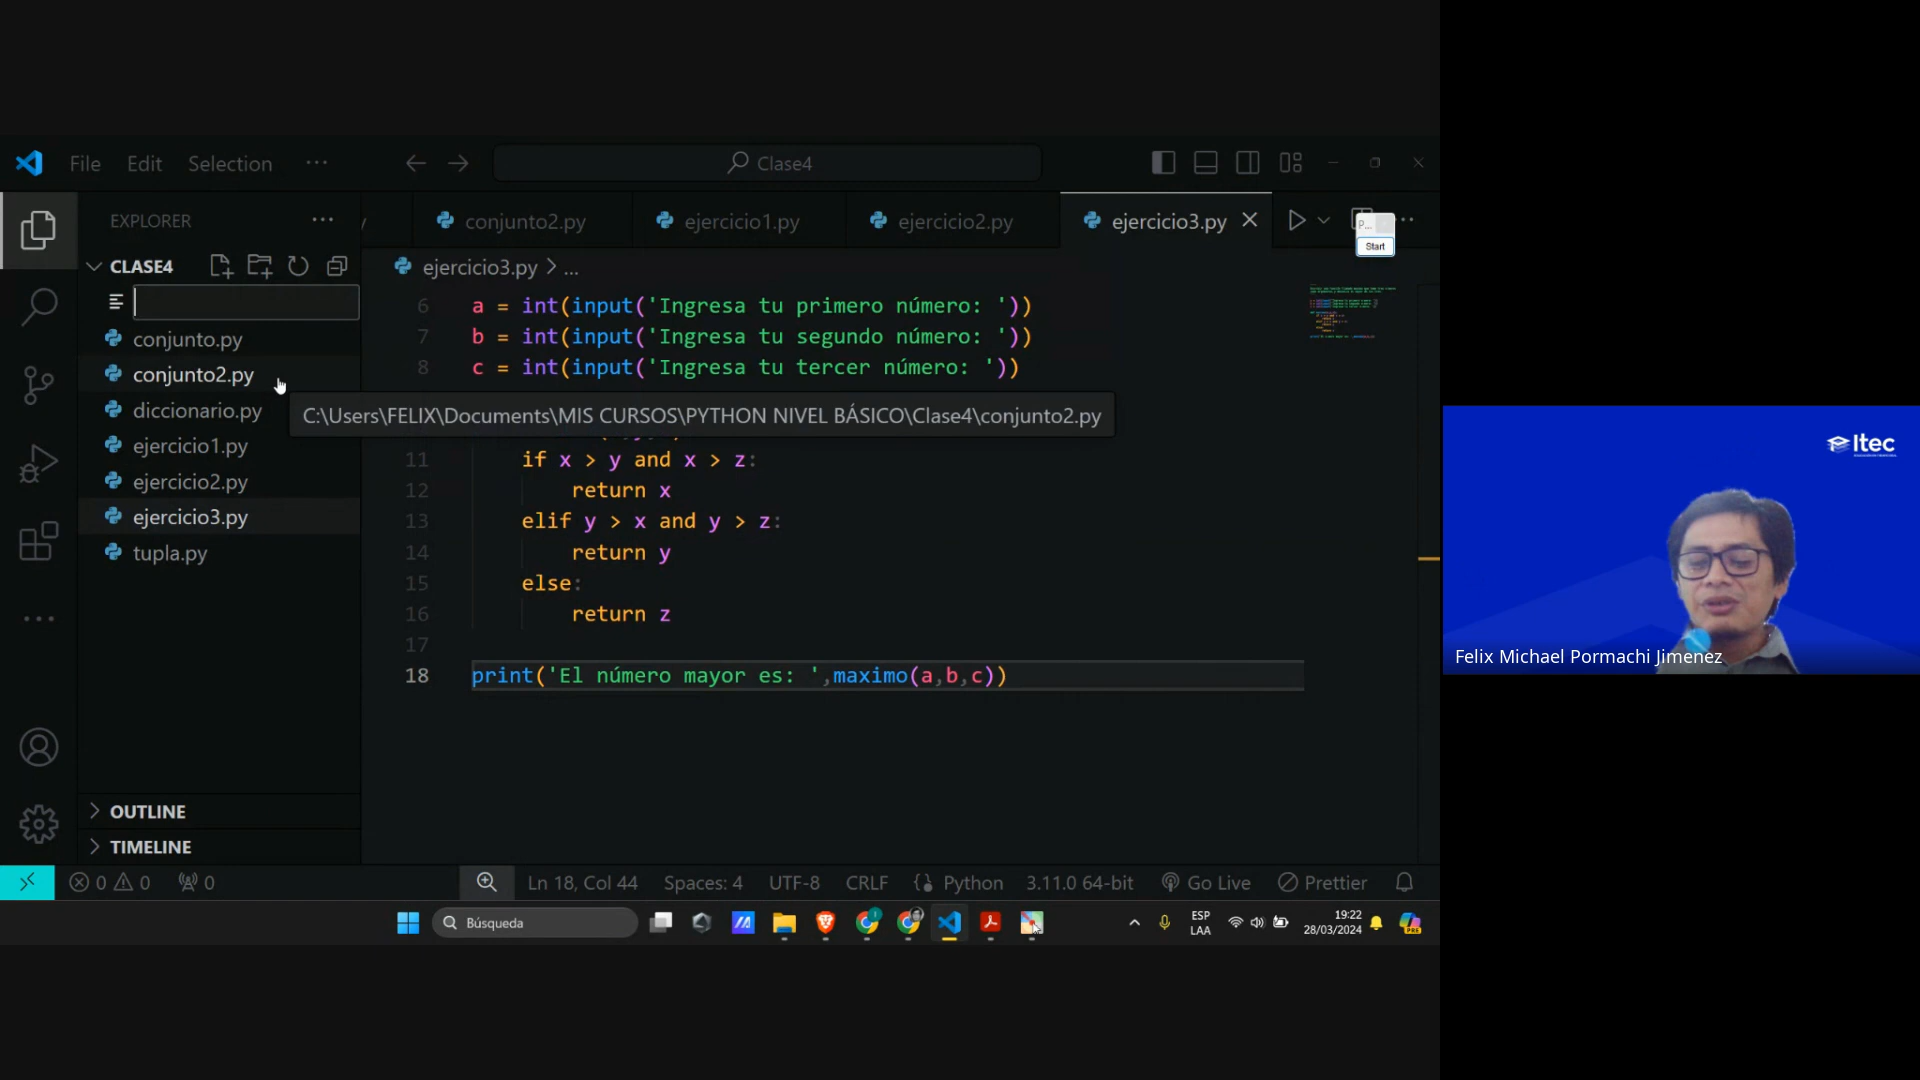 File Edit Selection ··· Clase4
EXPLORER ···
conjunto2.py ejercicio1.py ejercicio2.py ejercicio3.py
P...
Start
CLASE4
ejercicio3.py > ...
conjunto.py
conjunto2.py
diccionario.py
ejercicio1.py
ejercicio2.py
ejercicio3.py
tupla.py
6 a = int(input('Ingresa tu primero número: '))
7 b = int(input('Ingresa tu segundo número: '))
8 c = int(input('Ingresa tu tercer número: '))
C:\Users\FELIX\Documents\MIS CURSOS\PYTHON NIVEL BÁSICO\Clase4\conjunto2.py
11 if x > y and x > z:
12 return x
13 elif y > x and y > z:
14 return y
15 else:
16 return z
17
18 print('El número mayor es: ',maximo(a,b,c))
OUTLINE
TIMELINE
0 0 0 Ln 18, Col 44 Spaces: 4 UTF-8 CRLF Python 3.11.0 64-bit Go Live Prettier
Búsqueda
ESP
LAA
19:22
28/03/2024
PRE
Itec
Felix Michael Pormachi Jimenez